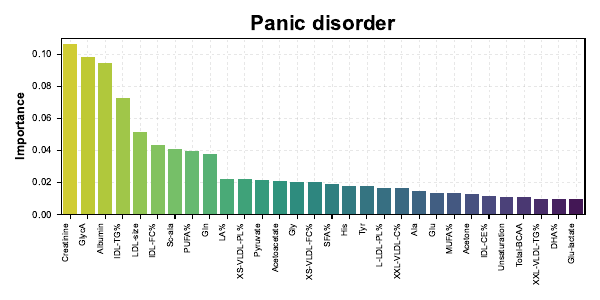 Panic disorder
Importance
0.10
0.08
0.06
0.04
0.02
0.00
Creatinine
GlycA
Albumin
IDL-TG%
LDL-size
IDL-FC%
Sc-ala
PUFA%
Gln
LA%
XS-VLDL-PL%
Pyruvate
Acetoacetate
Gly
XS-VLDL-FC%
SFA%
His
Tyr
L-LDL-PL%
XXL-VLDL-C%
Ala
Glu
MUFA%
Acetone
IDL-CE%
Unsaturation
Total-BCAA
XXL-VLDL-TG%
DHA%
Glu-lactate